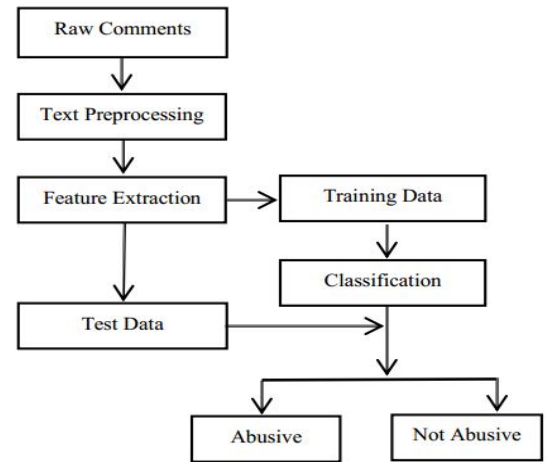 Raw Comments
Text Preprocessing
Feature Extraction
Training Data
Classification
Test Data
Abusive
Not Abusive